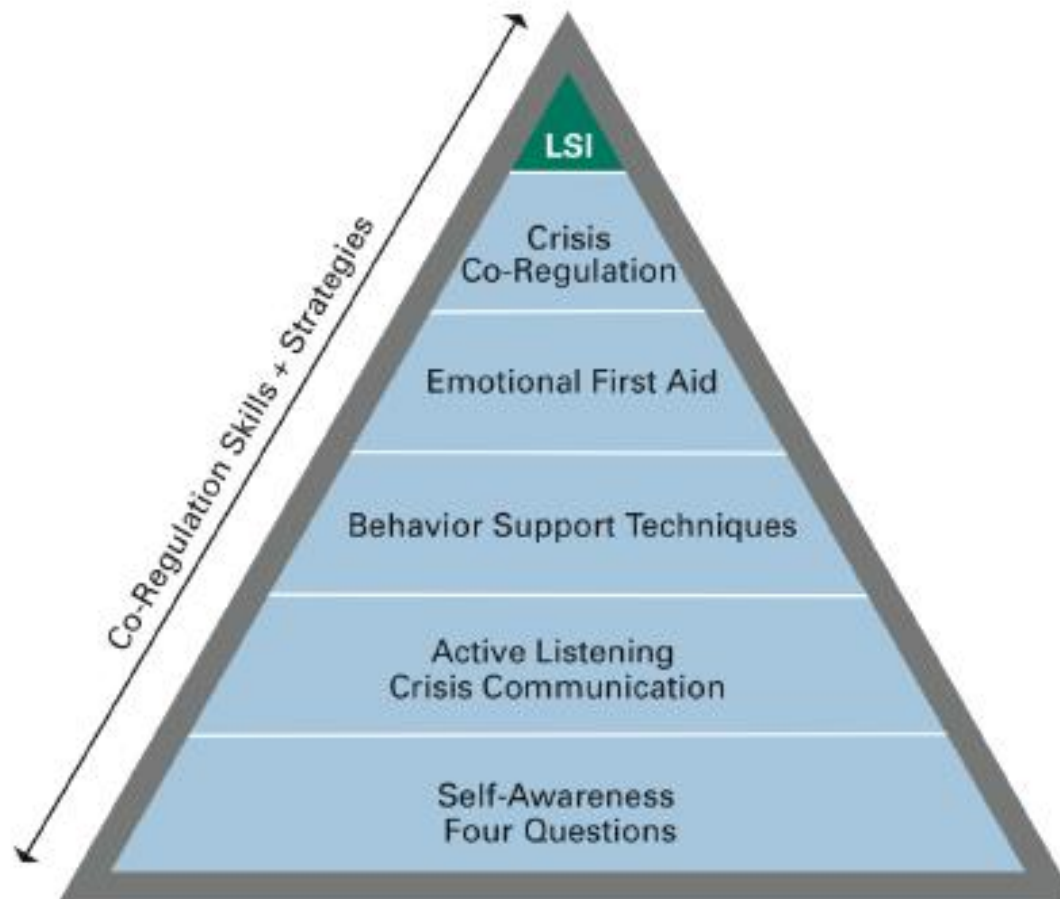 LSI
Crisis
Co-Regulation
Emotional First Aid
Behavior Support Techniques
Active Listening
Crisis Communication
Self-Awareness
Four Questions
Co-Regulation Skills + Strategies